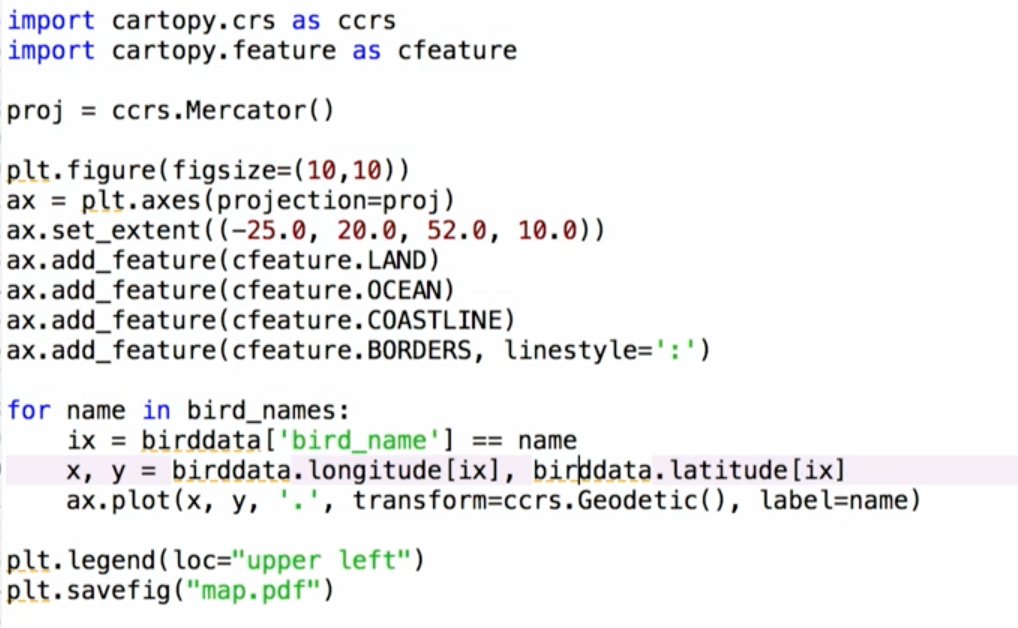 import cartopy.crs as ccrs
import cartopy.feature as cfeature
proj = ccrs.Mercator()
plt.figure(figsize=(10,10))
ax = plt.axes(projection=proj)
ax.set_extent((-25.0, 20.0, 52.0, 10.0))
ax.add_feature(cfeature.LAND)
ax.add_feature(cfeature.OCEAN)
ax.add_feature(cfeature.COASTLINE)
ax.add_feature(cfeature.BORDERS, linestyle=':')
for name in bird_names:
    ix = birddata['bird_name'] == name
    x, y = birddata.longitude[ix], birddata.latitude[ix]
    ax.plot(x, y, '.', transform=ccrs.Geodetic(), label=name)
plt.legend(loc="upper left")
plt.savefig("map.pdf")